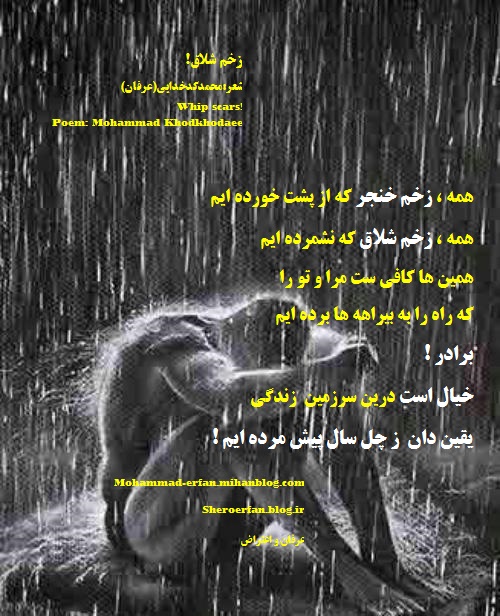 زخم شلاق!
شعر:محمدکدخدایی(عرفان)
Whip scars!
Poem: Mohammad Khodkhodaee
همه ، زخم خنجر که از پشت خورده ایم
همه ، زخم شلاق که نشمرده ایم
همین ها کافی ست مرا و تو را
که راه را به بیراهه ها برده ایم
برادر !
خیال است درین سرزمین زندگی
یقین دان ز چل سال پیش مرده ایم !
Mohammad-erfan.mihanblog.com
Sheroerfan.blog.ir
عرفان و اعتراض